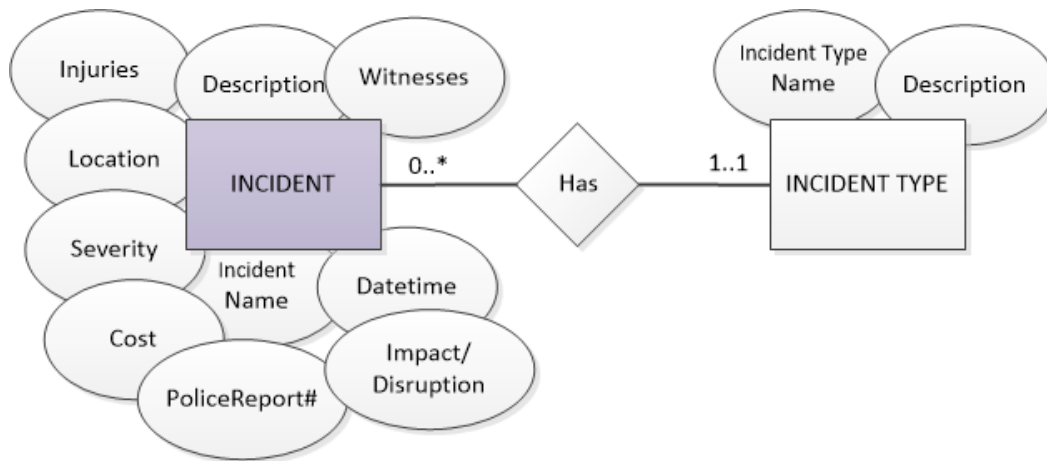 Injuries
Description
Witnesses
Incident Type
Name
Description
Location
0..*
INCIDENT
Has
1..1
INCIDENT TYPE
Severity
Incident
Name
Datetime
Cost
Impact/
Disruption
PoliceReport#